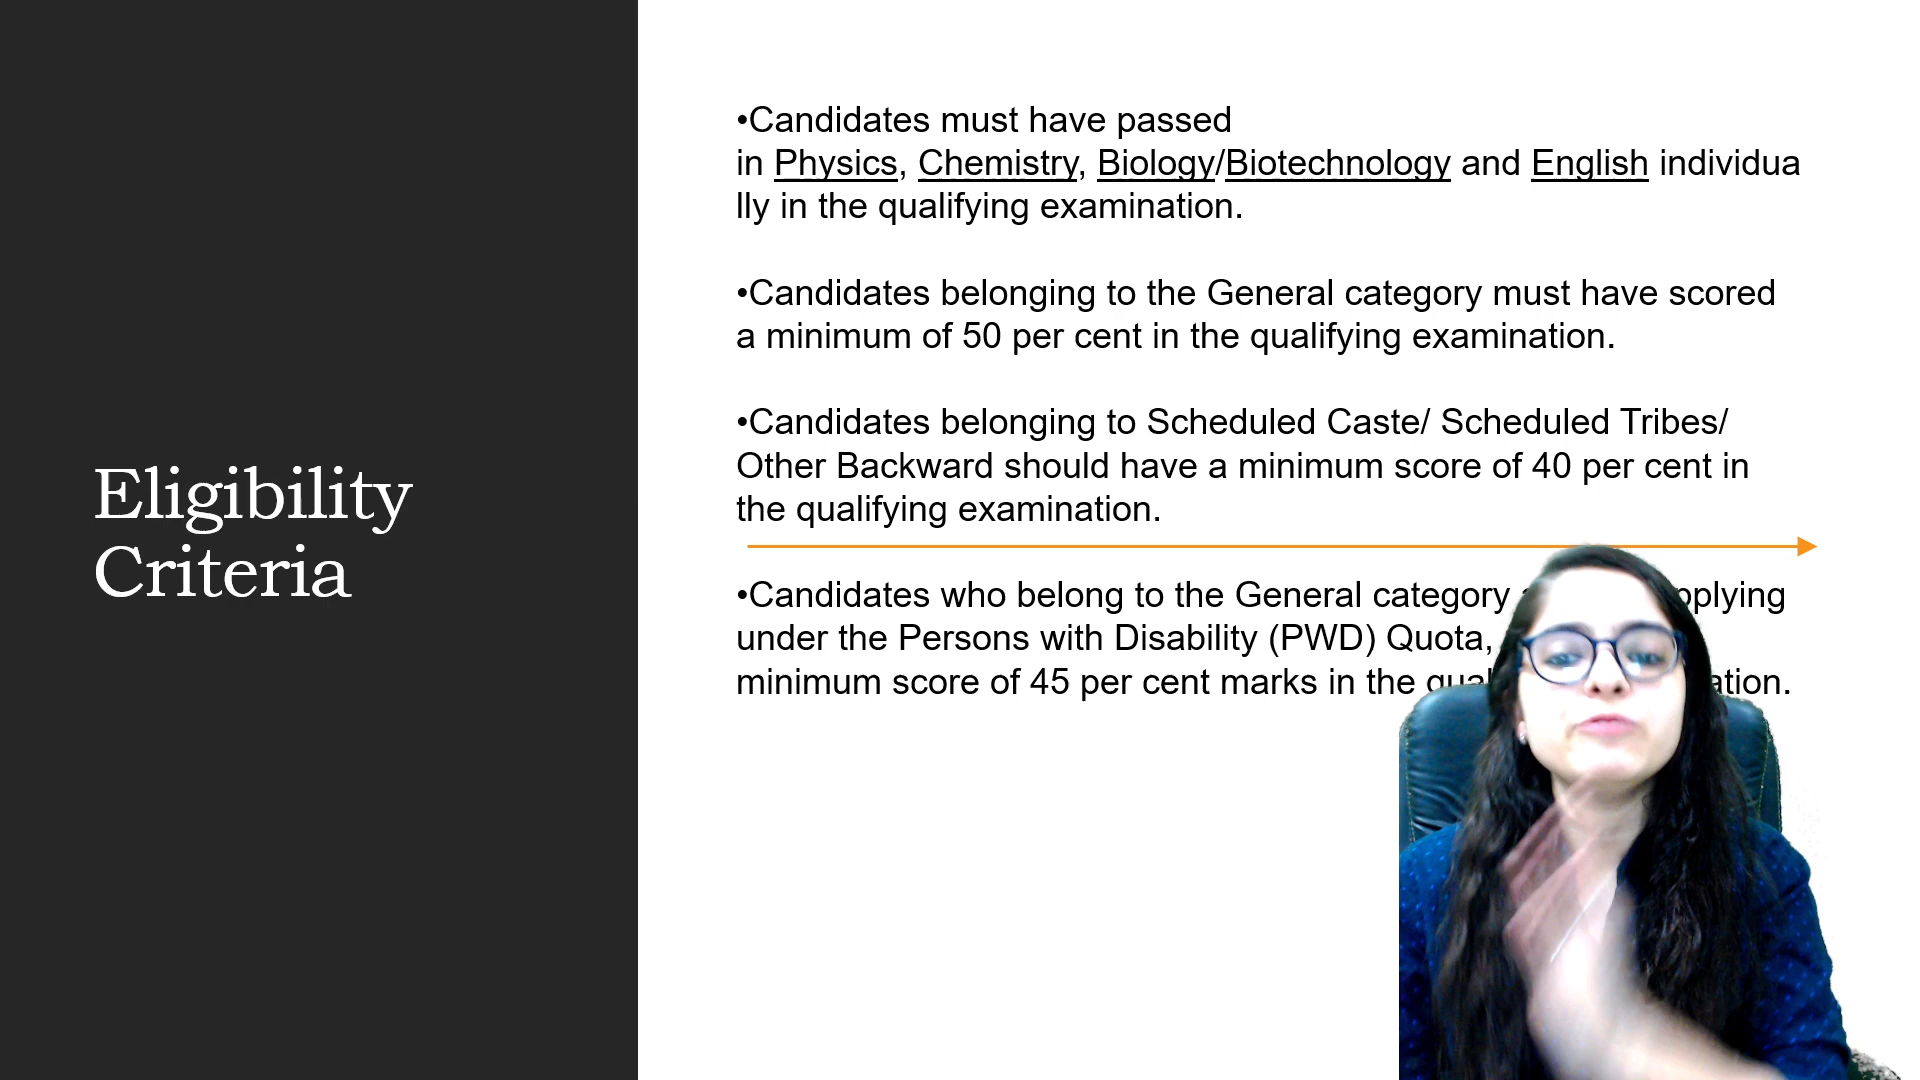 Eligibility
Criteria
•Candidates must have passed
in Physics, Chemistry, Biology/Biotechnology and English individua
lly in the qualifying examination.
•Candidates belonging to the General category must have scored
a minimum of 50 per cent in the qualifying examination.
•Candidates belonging to Scheduled Caste/ Scheduled Tribes/
Other Backward should have a minimum score of 40 per cent in
the qualifying examination.
•Candidates who belong to the General category
under the Persons with Disability (PWD) Quota,
minimum score of 45 per cent marks in the